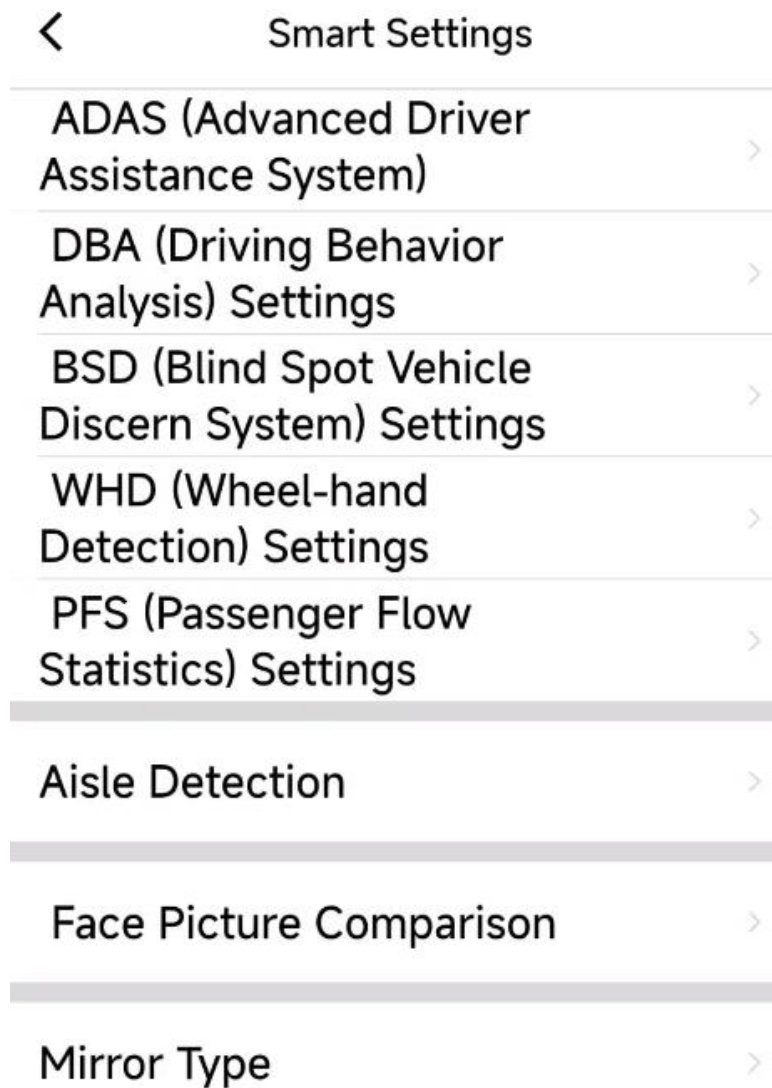 Smart Settings
ADAS (Advanced Driver
Assistance System)
DBA (Driving Behavior
Analysis) Settings
BSD (Blind Spot Vehicle
Discern System) Settings
WHD (Wheel-hand
Detection) Settings
PFS (Passenger Flow
Statistics) Settings
Aisle Detection
Face Picture Comparison
Mirror Type